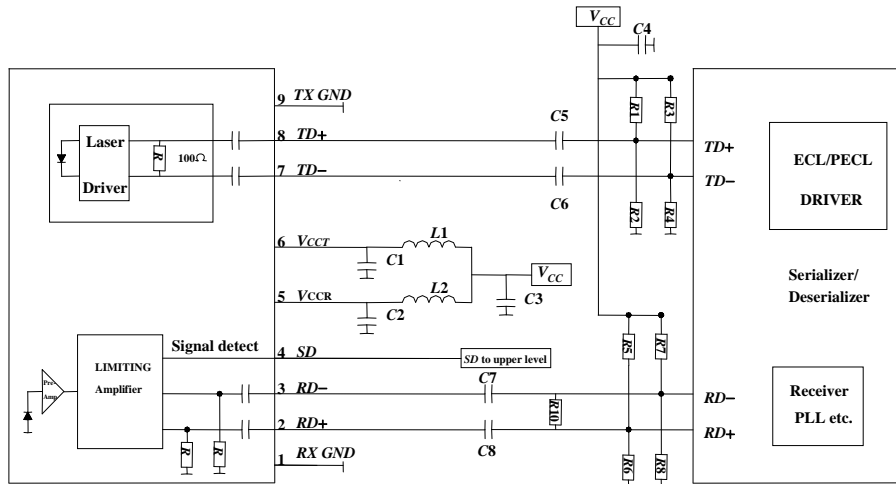 VCC
C4
9 TX GND
R1
R3
C5
Laser
8 TD+
TD+
R
100Ω
ECL/PECL
7 TD−
TD−
Driver
C6
DRIVER
R2
R4
6 VCCT
L1
C1
VCC
Serializer/
Deserializer
5 VCCR
L2
C3
C2
R5
R7
Signal detect
4 SD
SD to upper level
LIMITING
Amplifier
C7
Pre-
Amp
3 RD−
RD−
Receiver
R10
PLL etc.
2 RD+
RD+
C8
R
R
R6
R8
1 RX GND